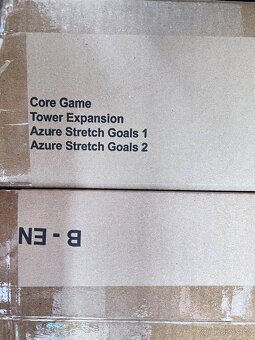 Core Game
Tower Expansion
Azure Stretch Goals 1
Azure Stretch Goals 2
B - EN